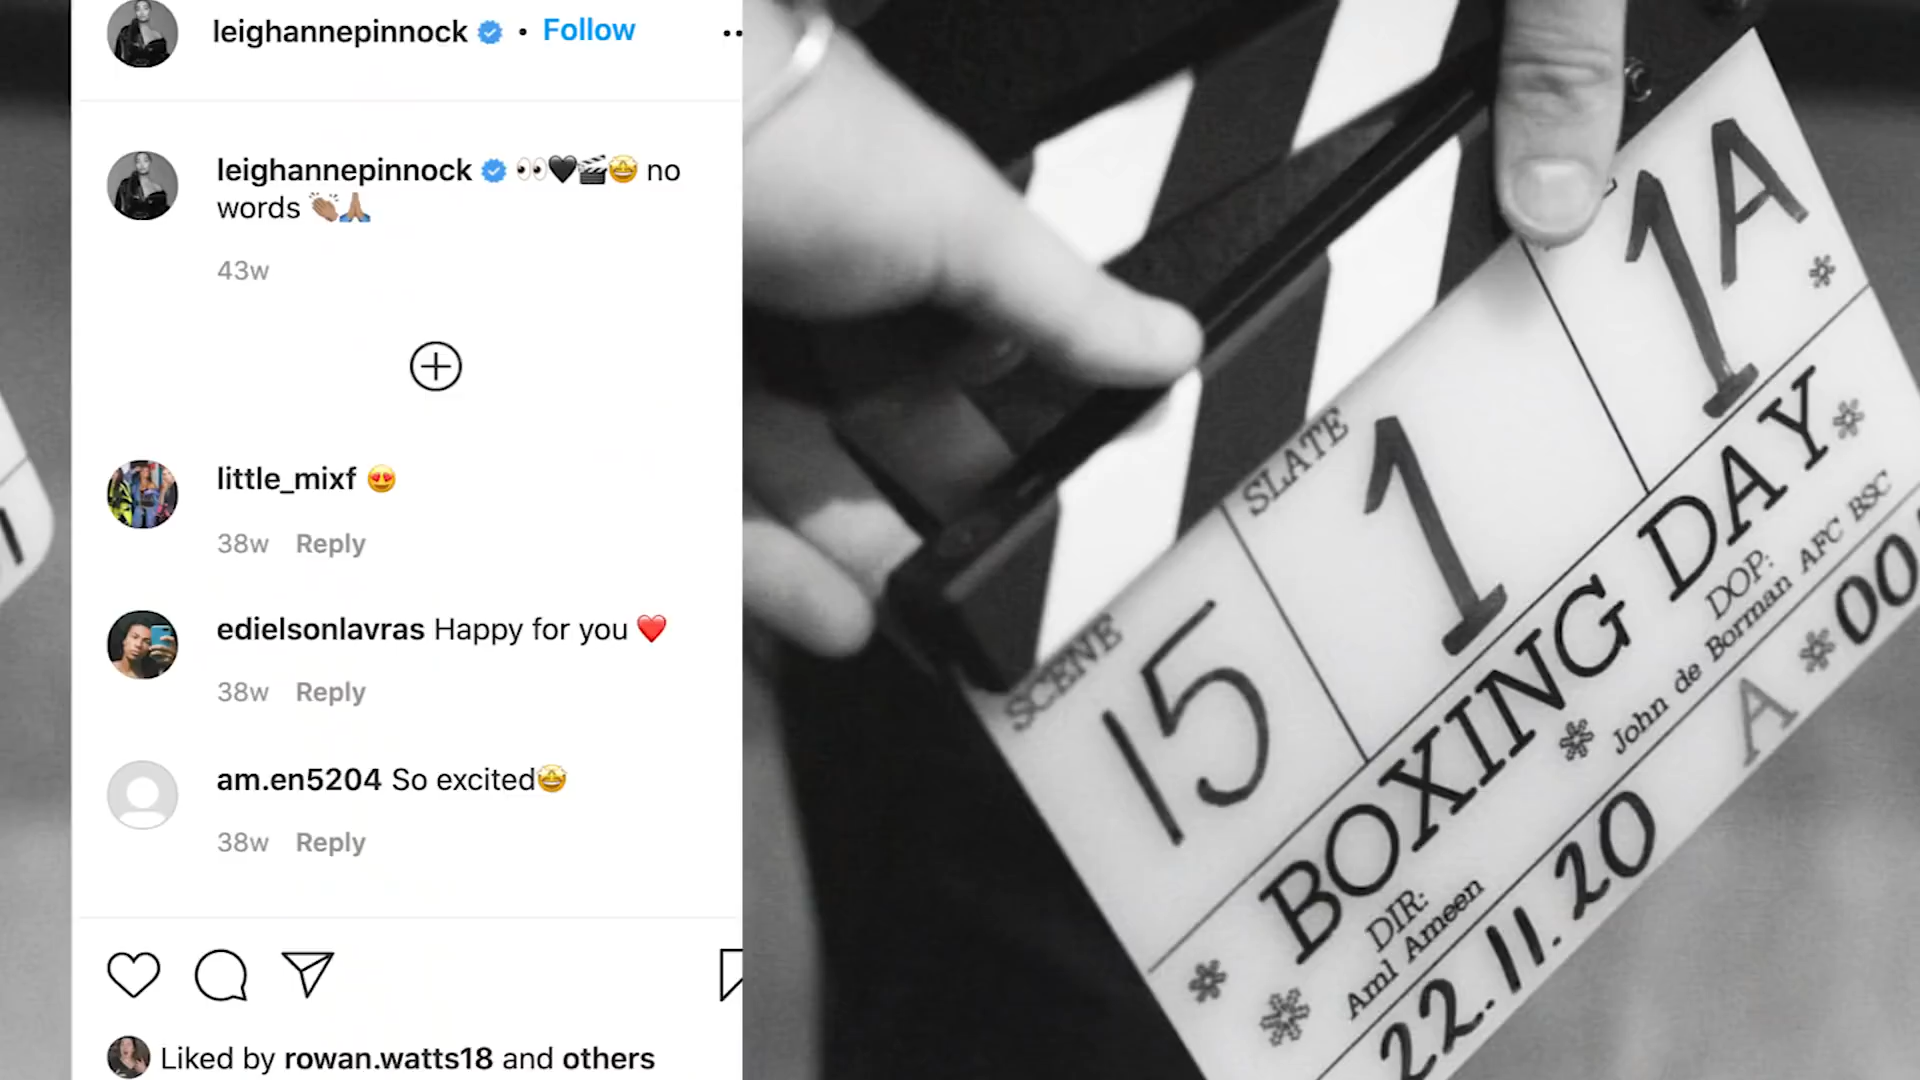 leighannepinnock • Follow
leighannepinnock 👀🖤🎬🤩 no
words 👏🏽🙏🏽
43w
little_mixf 😍
38w Reply
edielsonlavras Happy for you ❤️
38w Reply
am.en5204 So excited🤩
38w Reply
Liked by rowan.watts18 and others
SCENE
15
SLATE
1
1A
BOXING DAY
DIR:
Aml Ameen
DOP:
John de Borman AFC BSC
22.11.20
A